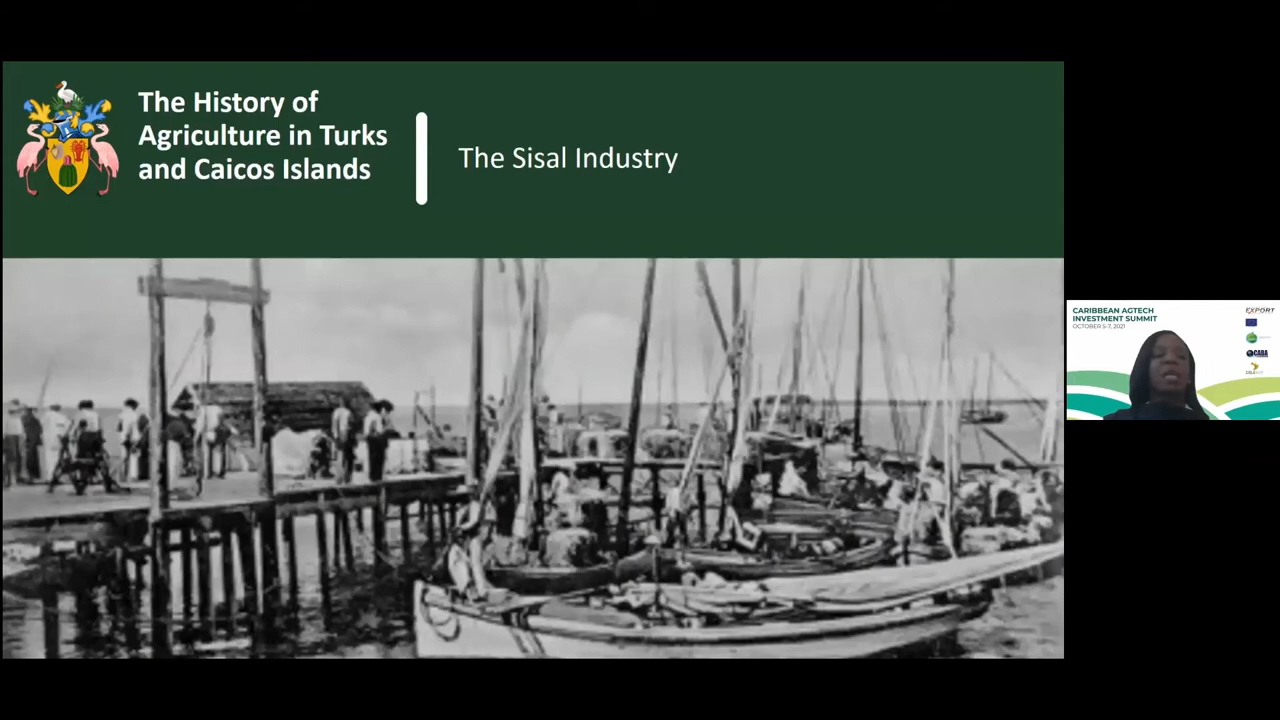 The History of
Agriculture in Turks
and Caicos Islands
The Sisal Industry
CARIBBEAN AGTECH
INVESTMENT SUMMIT
OCTOBER 5-7, 2021
EXPORT
CABA